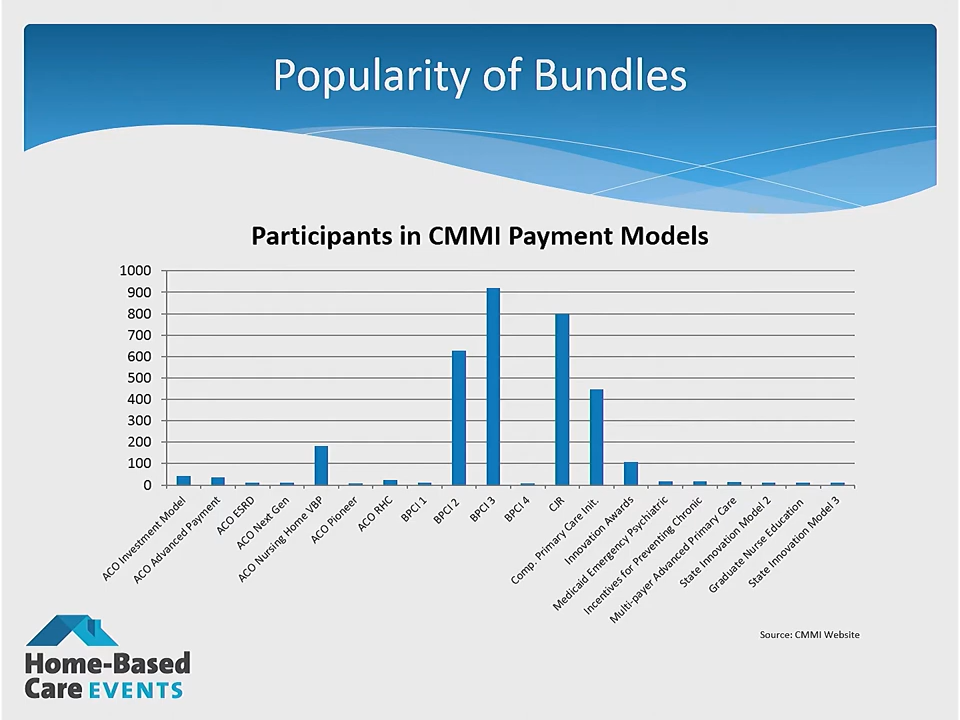 Popularity of Bundles
Participants in CMMI Payment Models
1000
900
800
700
600
500
400
300
200
100
0
ACO Investment Model
ACO Advanced Payment
ACO ESRD
ACO Next Gen
ACO Nursing Home VBP
ACO Pioneer
ACO RHC
BPCI 1
BPCI 2
BPCI 3
BPCI 4
CJR
Comp. Primary Care Init.
Innovation Awards
Medicaid Emergency Psychiatric
Incentives for Preventing Chronic
Multi-payer Advanced Primary Care
State Innovation Model 2
Graduate Nurse Education
State Innovation Model 3
Source: CMMI Website
Home-Based
Care EVENTS